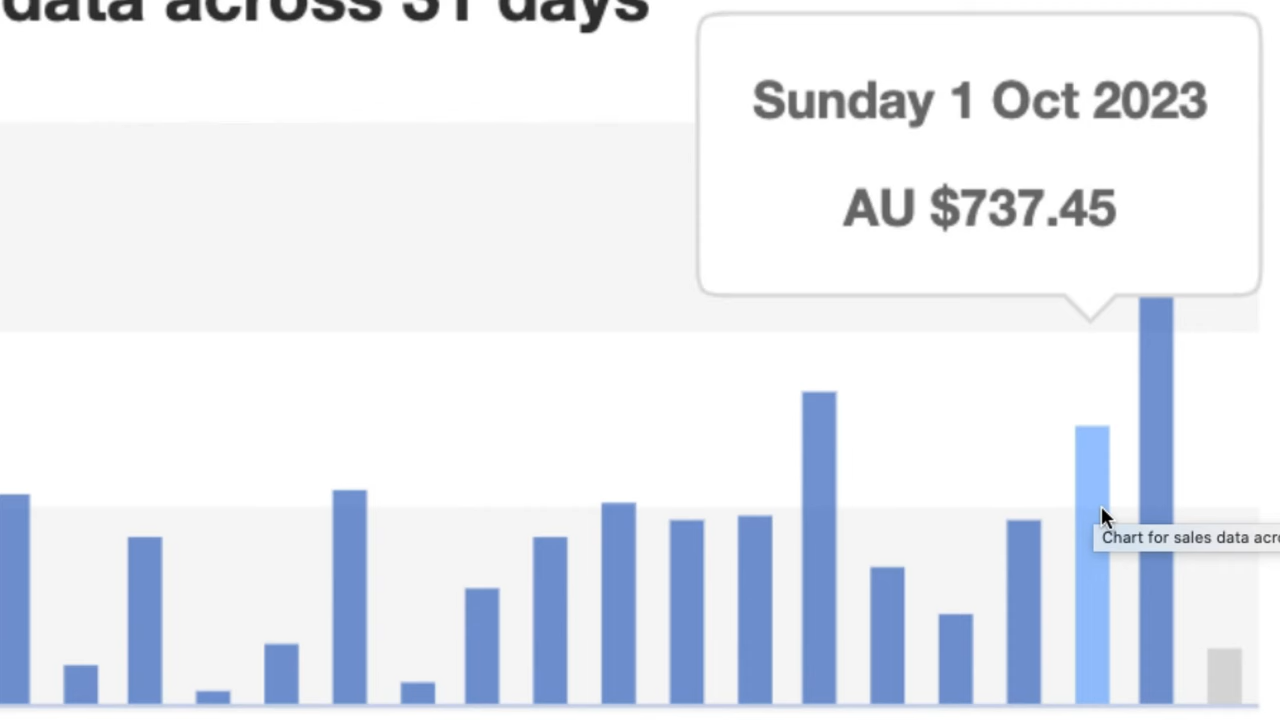 data across 31 days
Sunday 1 Oct 2023
AU $737.45
Chart for sales data acr